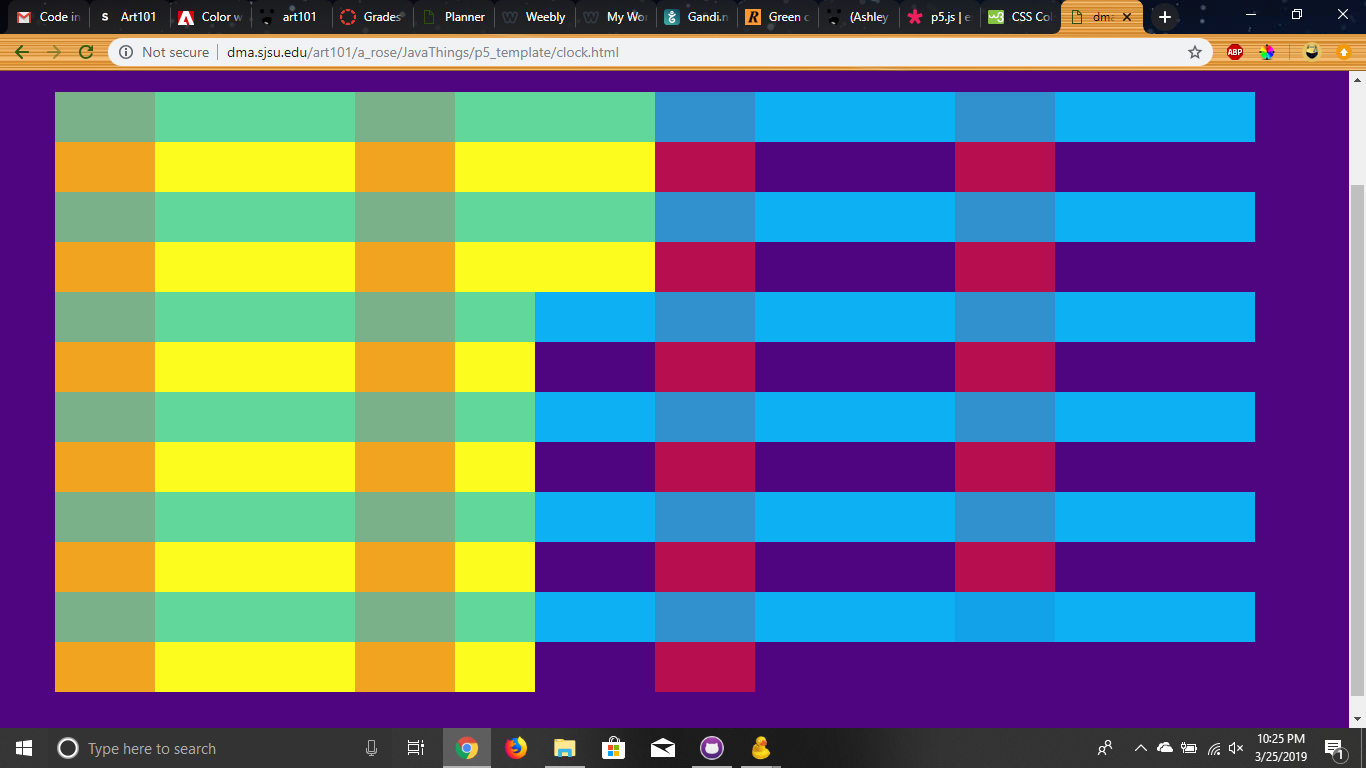 Code in
Art101
Color w
art101
Grades
Planner
Weebly
My Wor
Gandi.n
Green c
(Ashley
p5.js | e
CSS Col
dma
Not secure | dma.sjsu.edu/art101/a_rose/JavaThings/p5_template/clock.html
ABP
Type here to search
10:25 PM
3/25/2019
1